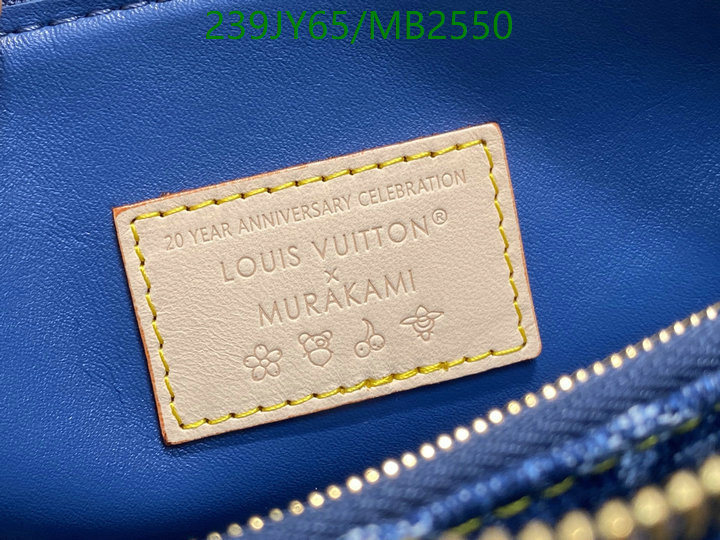 239JY65/MB2550
20 YEAR ANNIVERSARY CELEBRATION
LOUIS VUITTON®
×
MURAKAMI